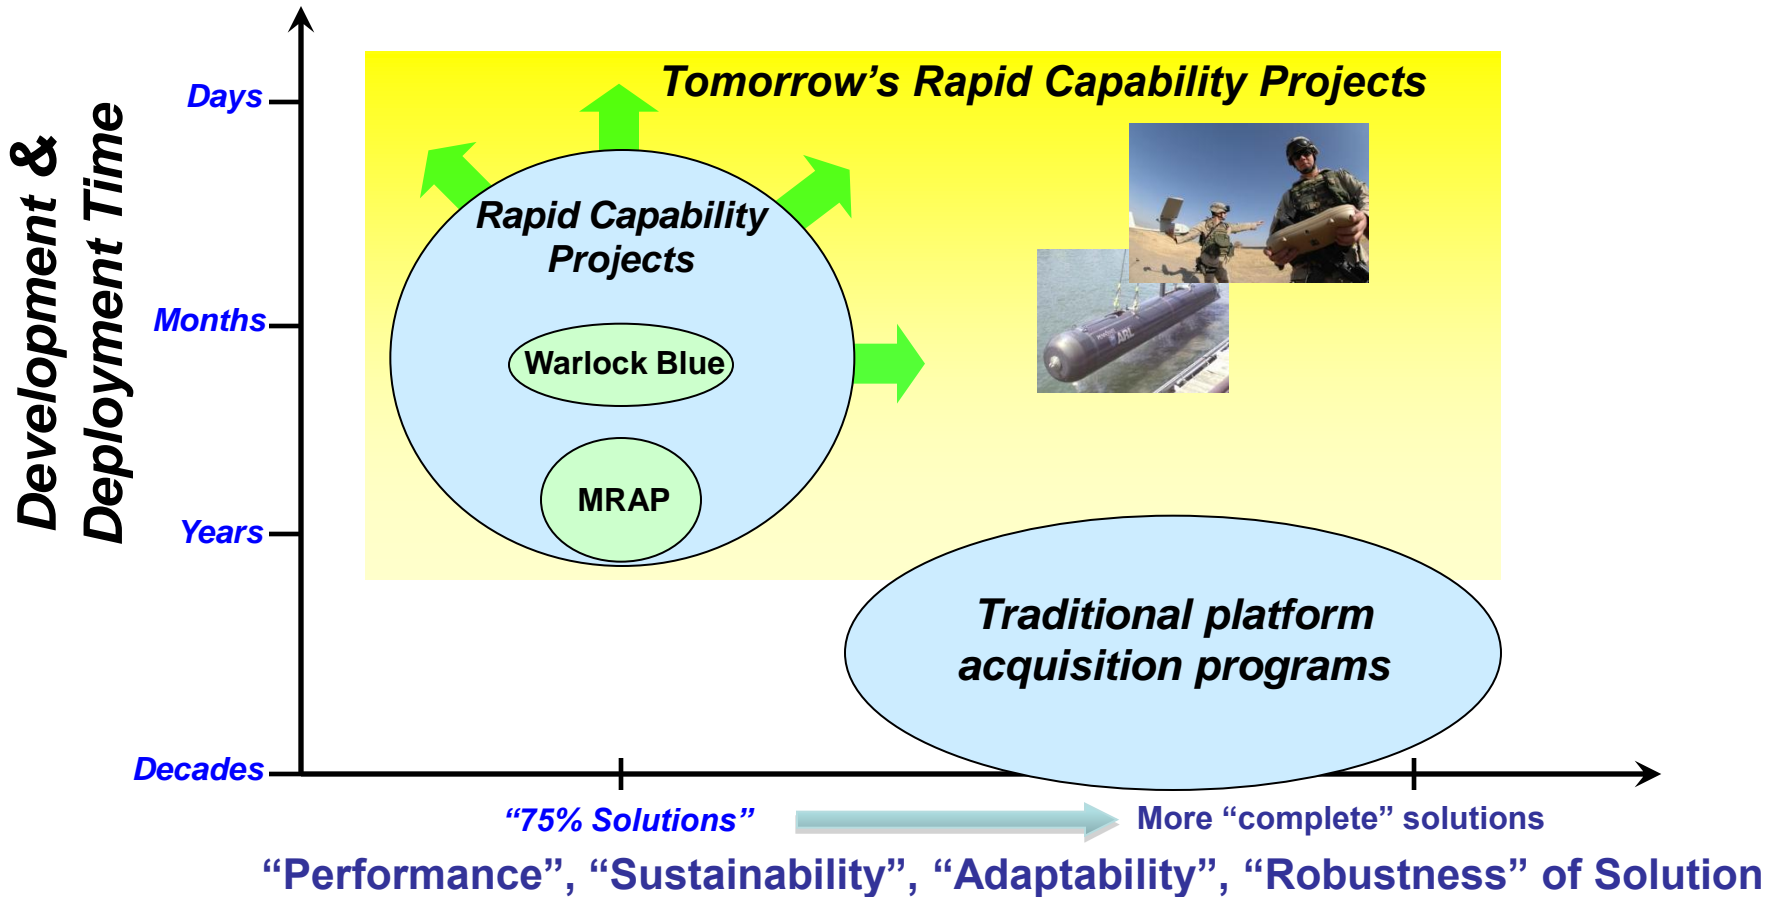 Development &
Deployment Time
Days
Months
Years
Decades
Tomorrow’s Rapid Capability Projects
Rapid Capability
Projects
Warlock Blue
MRAP
ARL
Traditional platform
acquisition programs
“75% Solutions”
More “complete” solutions
“Performance”, “Sustainability”, “Adaptability”, “Robustness” of Solution